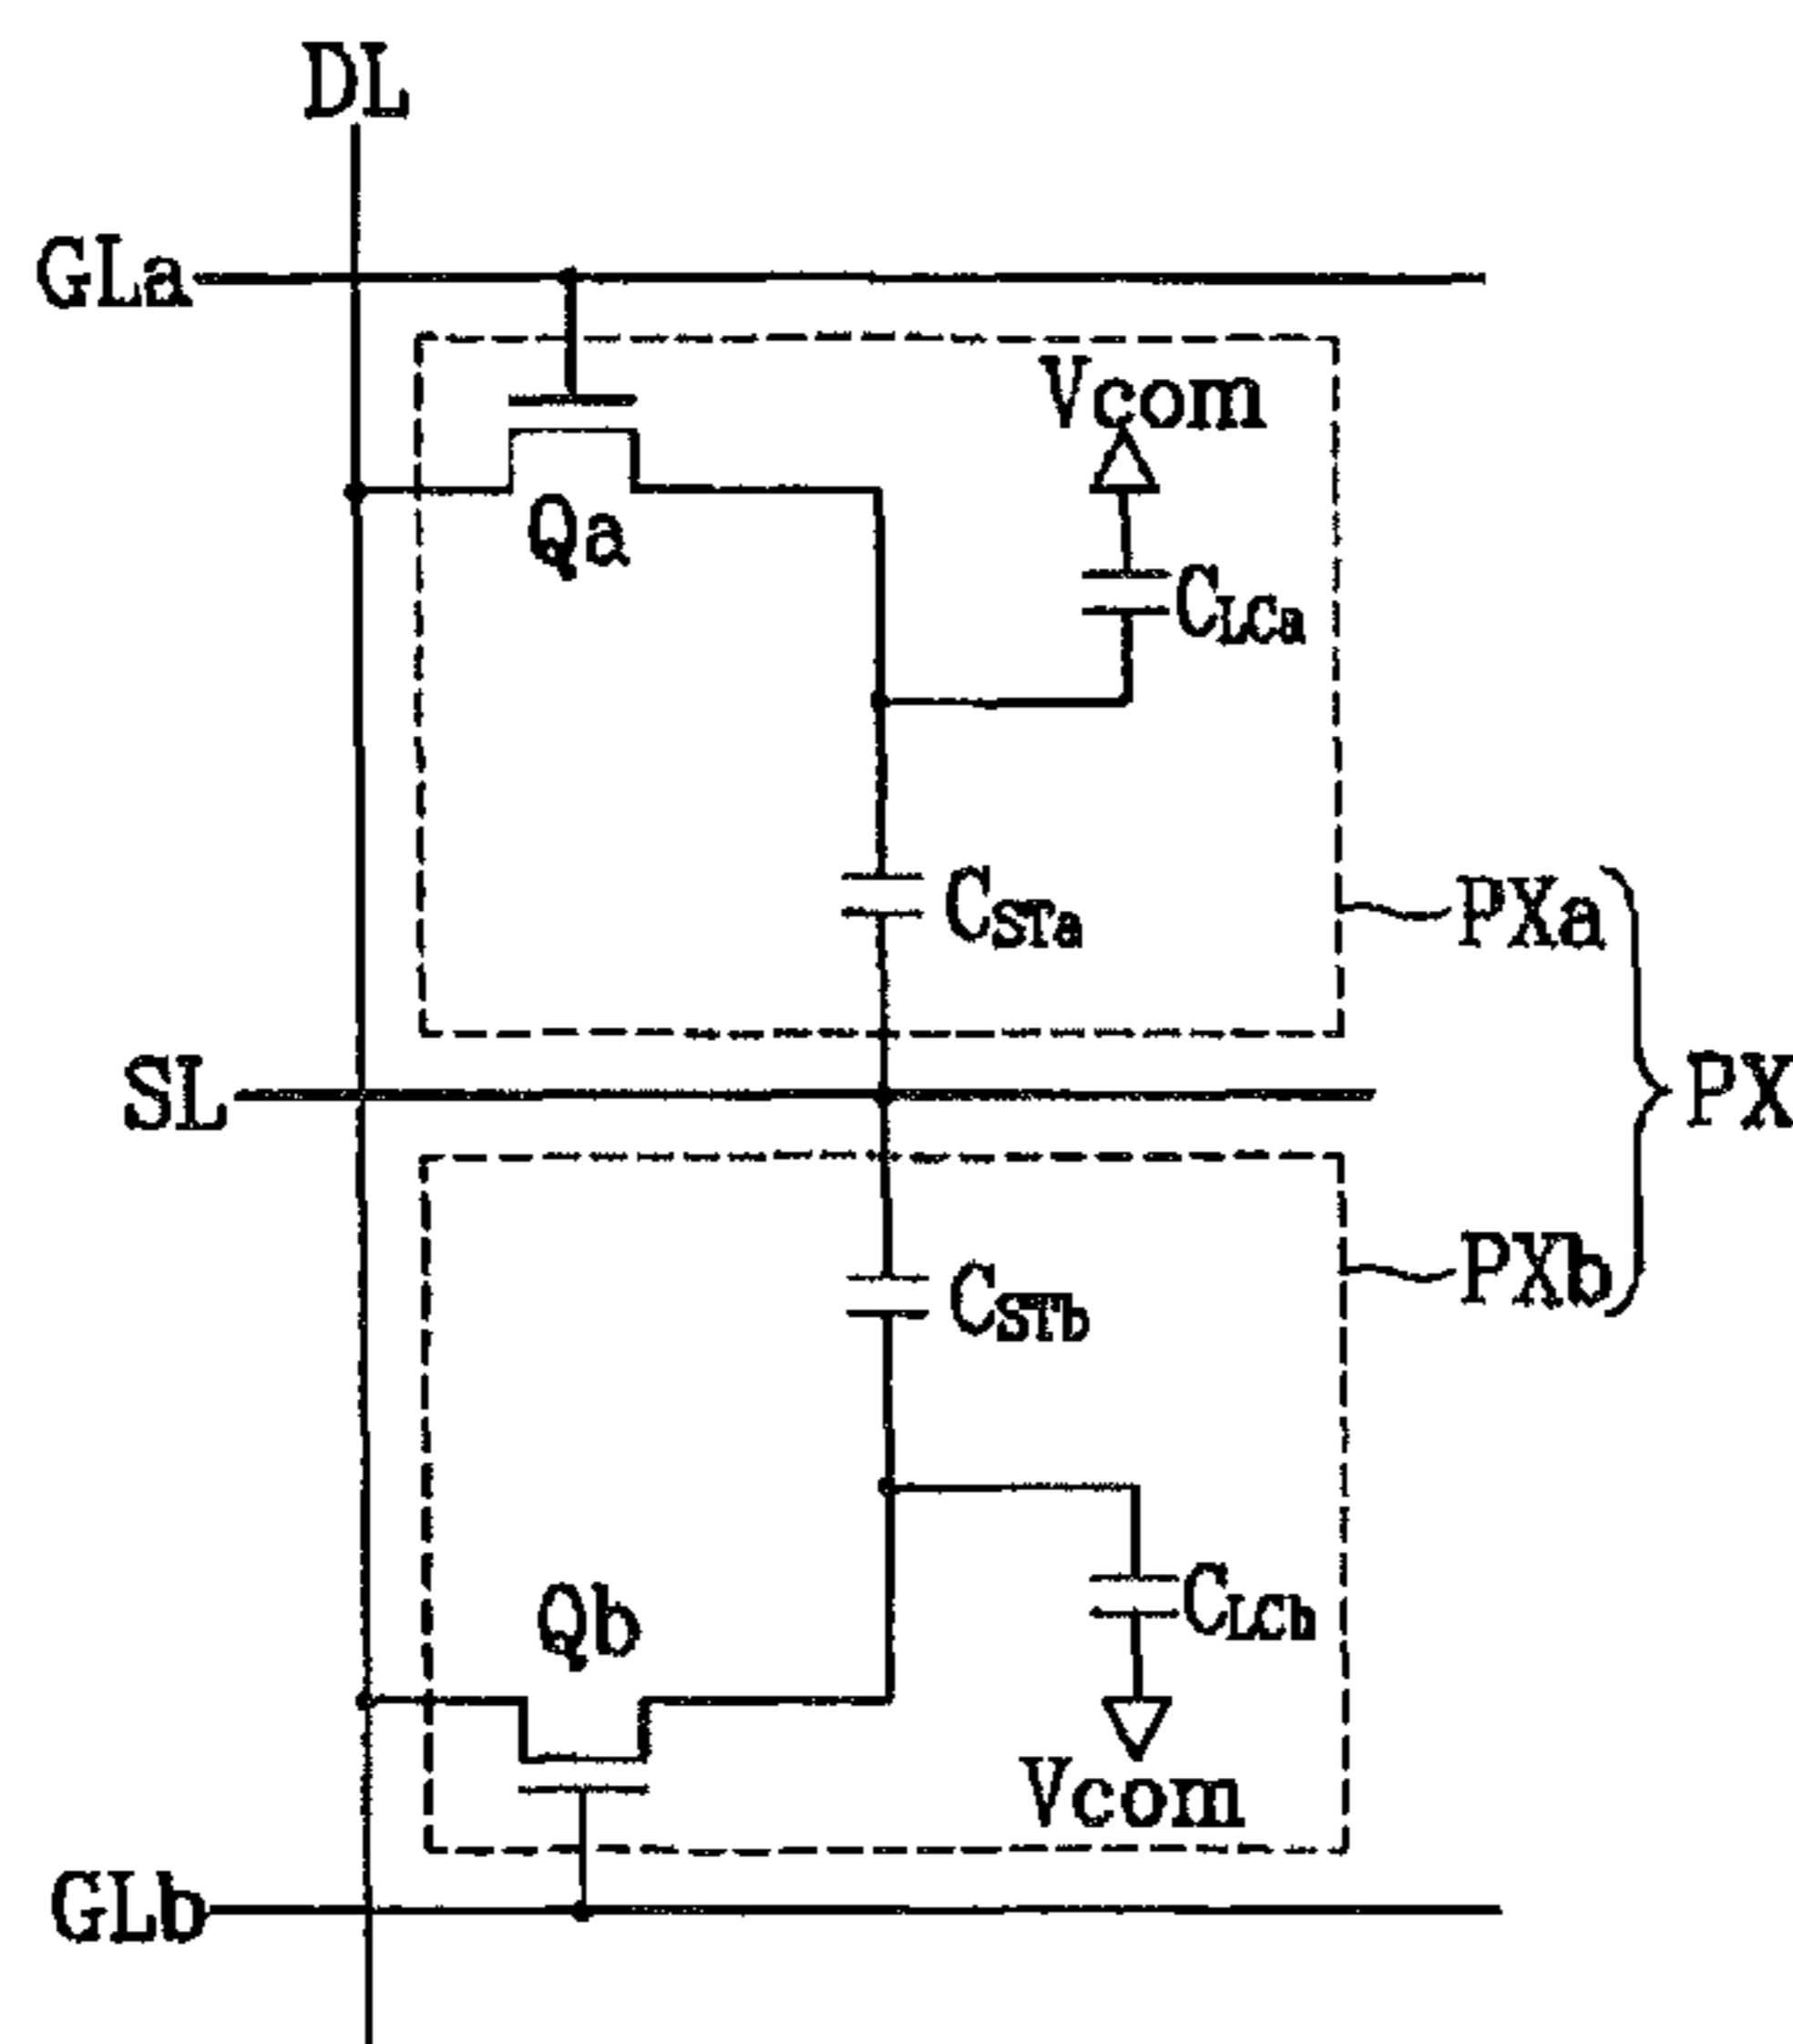 DL
GLa
Vcom
Qa
CLCa
CSTa
PXa
SL
PX
PXb
CSTb
Qb
CLCb
Vcom
GLb